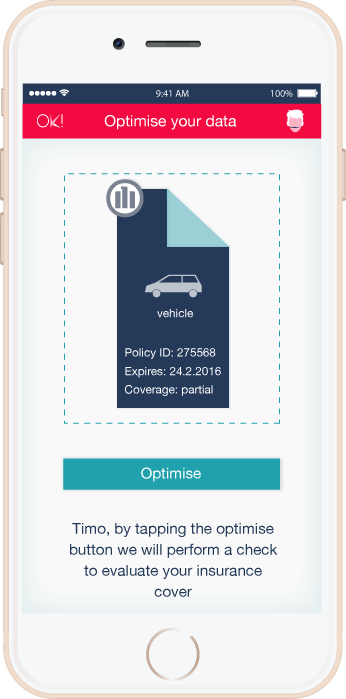 9:41 AM
100%
OK!
Optimise your data
vehicle
Policy ID: 275568
Expires: 24.2.2016
Coverage: partial
Optimise
Timo, by tapping the optimise
button we will perform a check
to evaluate your insurance
cover